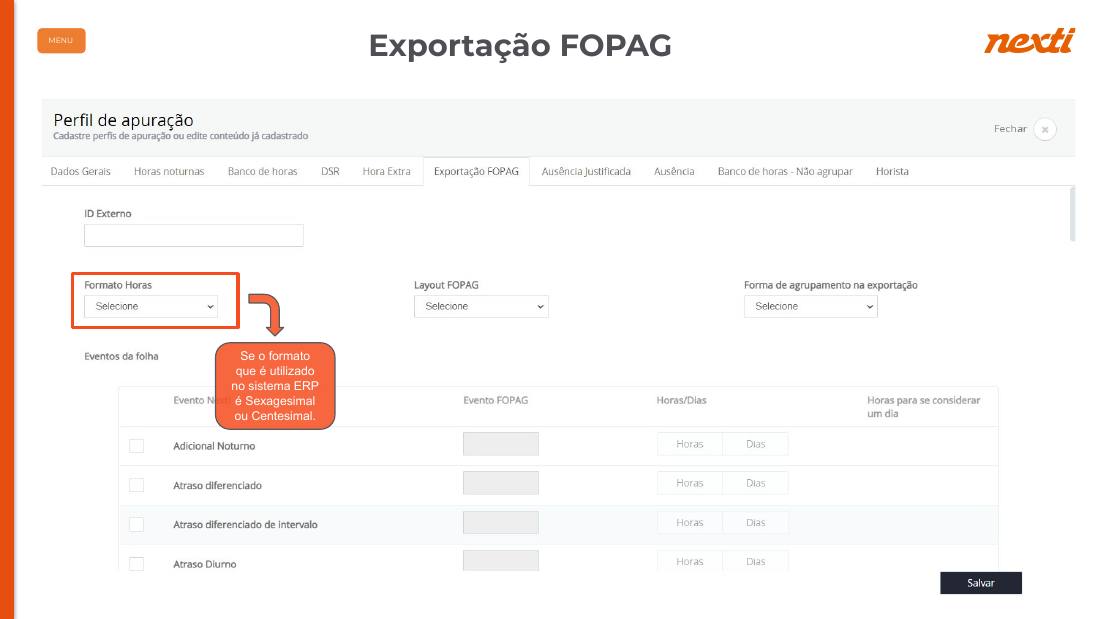 MENU
Exportação FOPAG
nexti
Perfil de apuração
Cadastre perfis de apuração ou edite conteúdo já cadastrado
Fechar
Dados Gerais
Horas noturnas
Banco de horas
DSR
Hora Extra
Exportação FOPAG
Ausência Justificada
Ausência
Banco de horas - Não agrupar
Horista
ID Externo
Formato Horas
Layout FOPAG
Forma de agrupamento na exportação
Selecione
Selecione
Selecione
Eventos da folha
Se o formato
que é utilizado
no sistema ERP
é Sexagesimal
ou Centesimal.
Evento
Evento FOPAG
Horas/Dias
Horas para se considerar
um dia
Adicional Noturno
Horas
Dias
Atraso diferenciado
Horas
Dias
Atraso diferenciado de intervalo
Horas
Dias
Atraso Diurno
Horas
Dias
Salvar